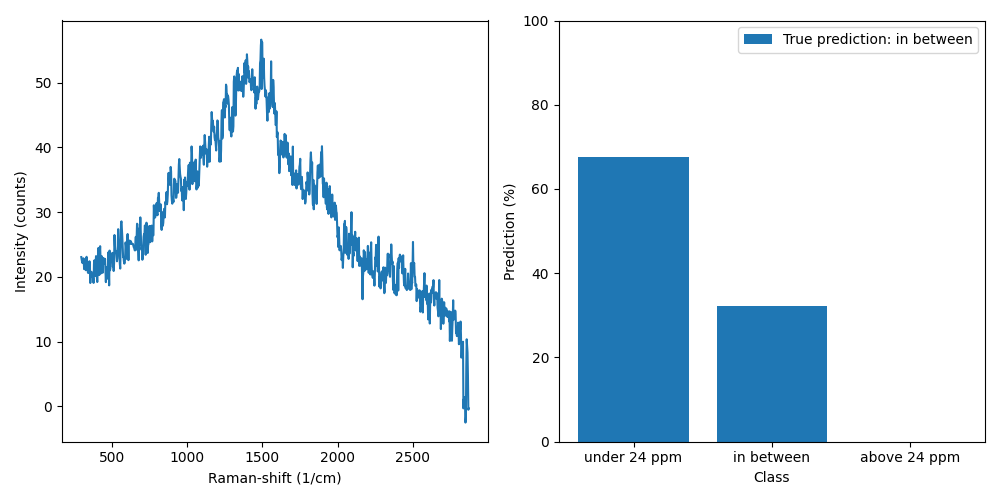 50
40
30
20
10
0
Intensity (counts)
500 1000 1500 2000 2500
Raman-shift (1/cm)
100
80
60
40
20
0
Prediction (%)
True prediction: in between
under 24 ppm in between above 24 ppm
Class